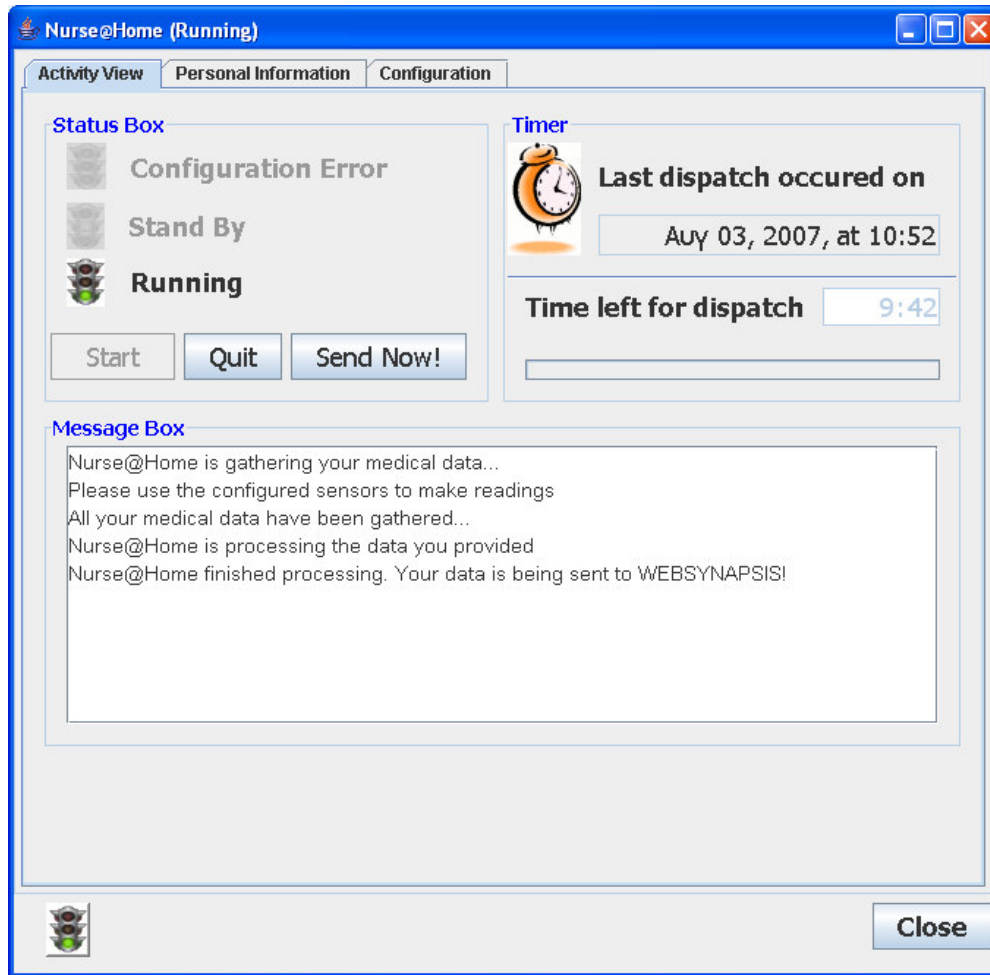 Nurse@Home (Running)
Activity View Personal Information Configuration
Status Box
Configuration Error
Stand By
Running
Start Quit Send Now!
Timer
Last dispatch occured on
Auy 03, 2007, at 10:52
Time left for dispatch 9:42
Message Box
Nurse@Home is gathering your medical data...
Please use the configured sensors to make readings
All your medical data have been gathered...
Nurse@Home is processing the data you provided
Nurse@Home finished processing. Your data is being sent to WEBSYNAPSIS!
Close